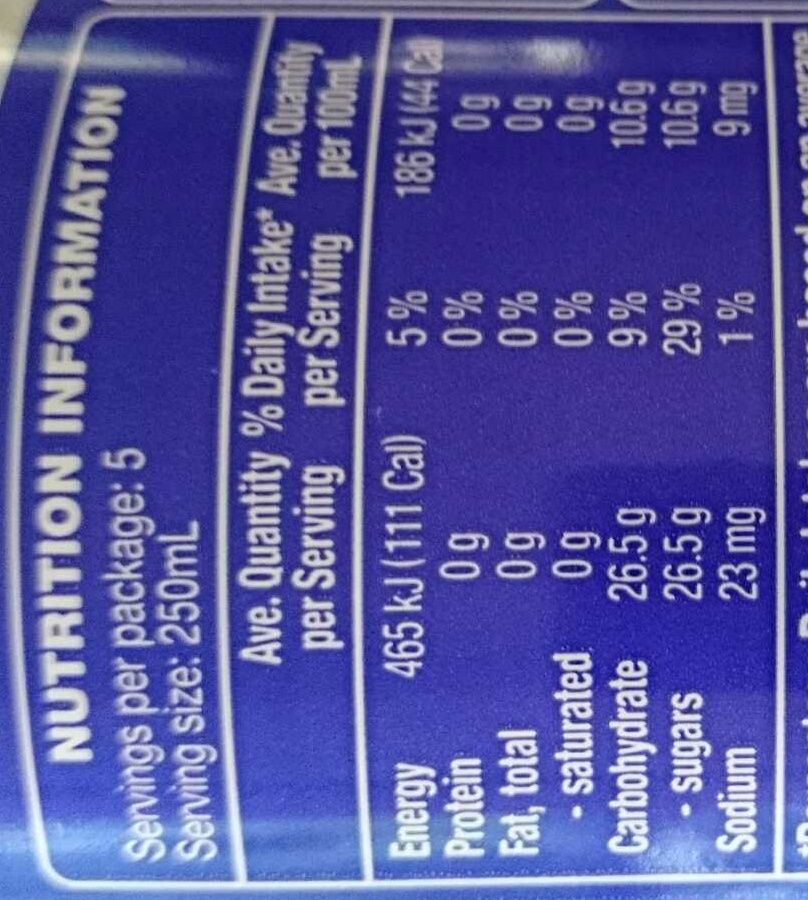 NUTRITION INFORMATION
Servings per package: 5
Serving size: 250mL
Ave. Quantity % Daily Intake* Ave. Quantity
per Serving per Serving per 100mL
Energy 465 kJ (111 Cal) 5 % 186 kJ (44 Cal)
Protein 0 g 0 % 0 g
Fat, total 0 g 0 % 0 g
- saturated 0 g 0 % 0 g
Carbohydrate 26.5 g 9 % 10.6 g
- sugars 26.5 g 29 % 10.6 g
Sodium 23 mg 1 % 9 mg